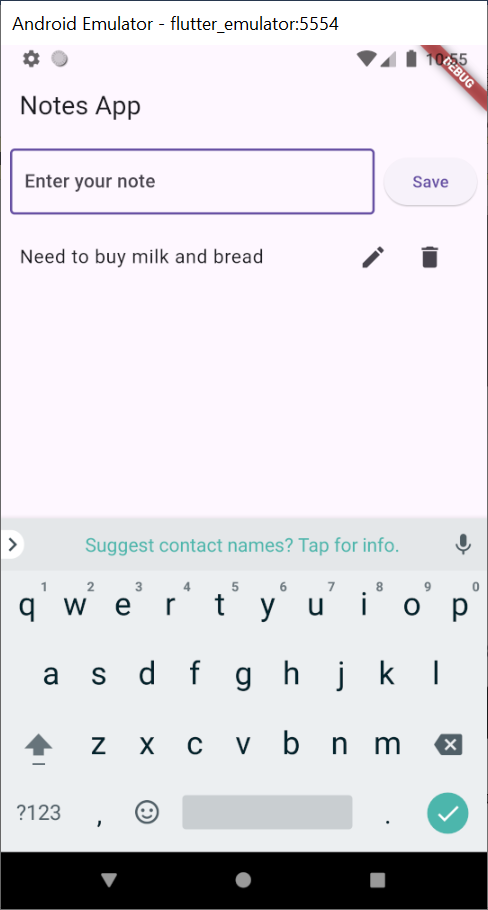 Android Emulator - flutter_emulator:5554
10:55
DEBUG
Notes App
Enter your note
Save
Need to buy milk and bread
Suggest contact names? Tap for info.
1 2 3 4 5 6 7 8 9 0
q w e r t y u i o p
a s d f g h j k l
z x c v b n m
?123 , .